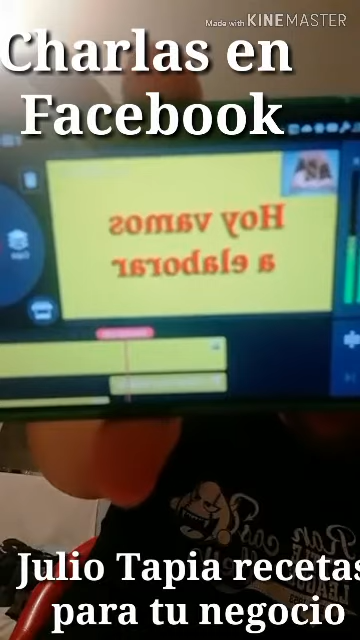 Made with KINEMASTER
Charlas en
Facebook
Hoy vamos
a elaborar
Julio Tapia recetas
para tu negocio